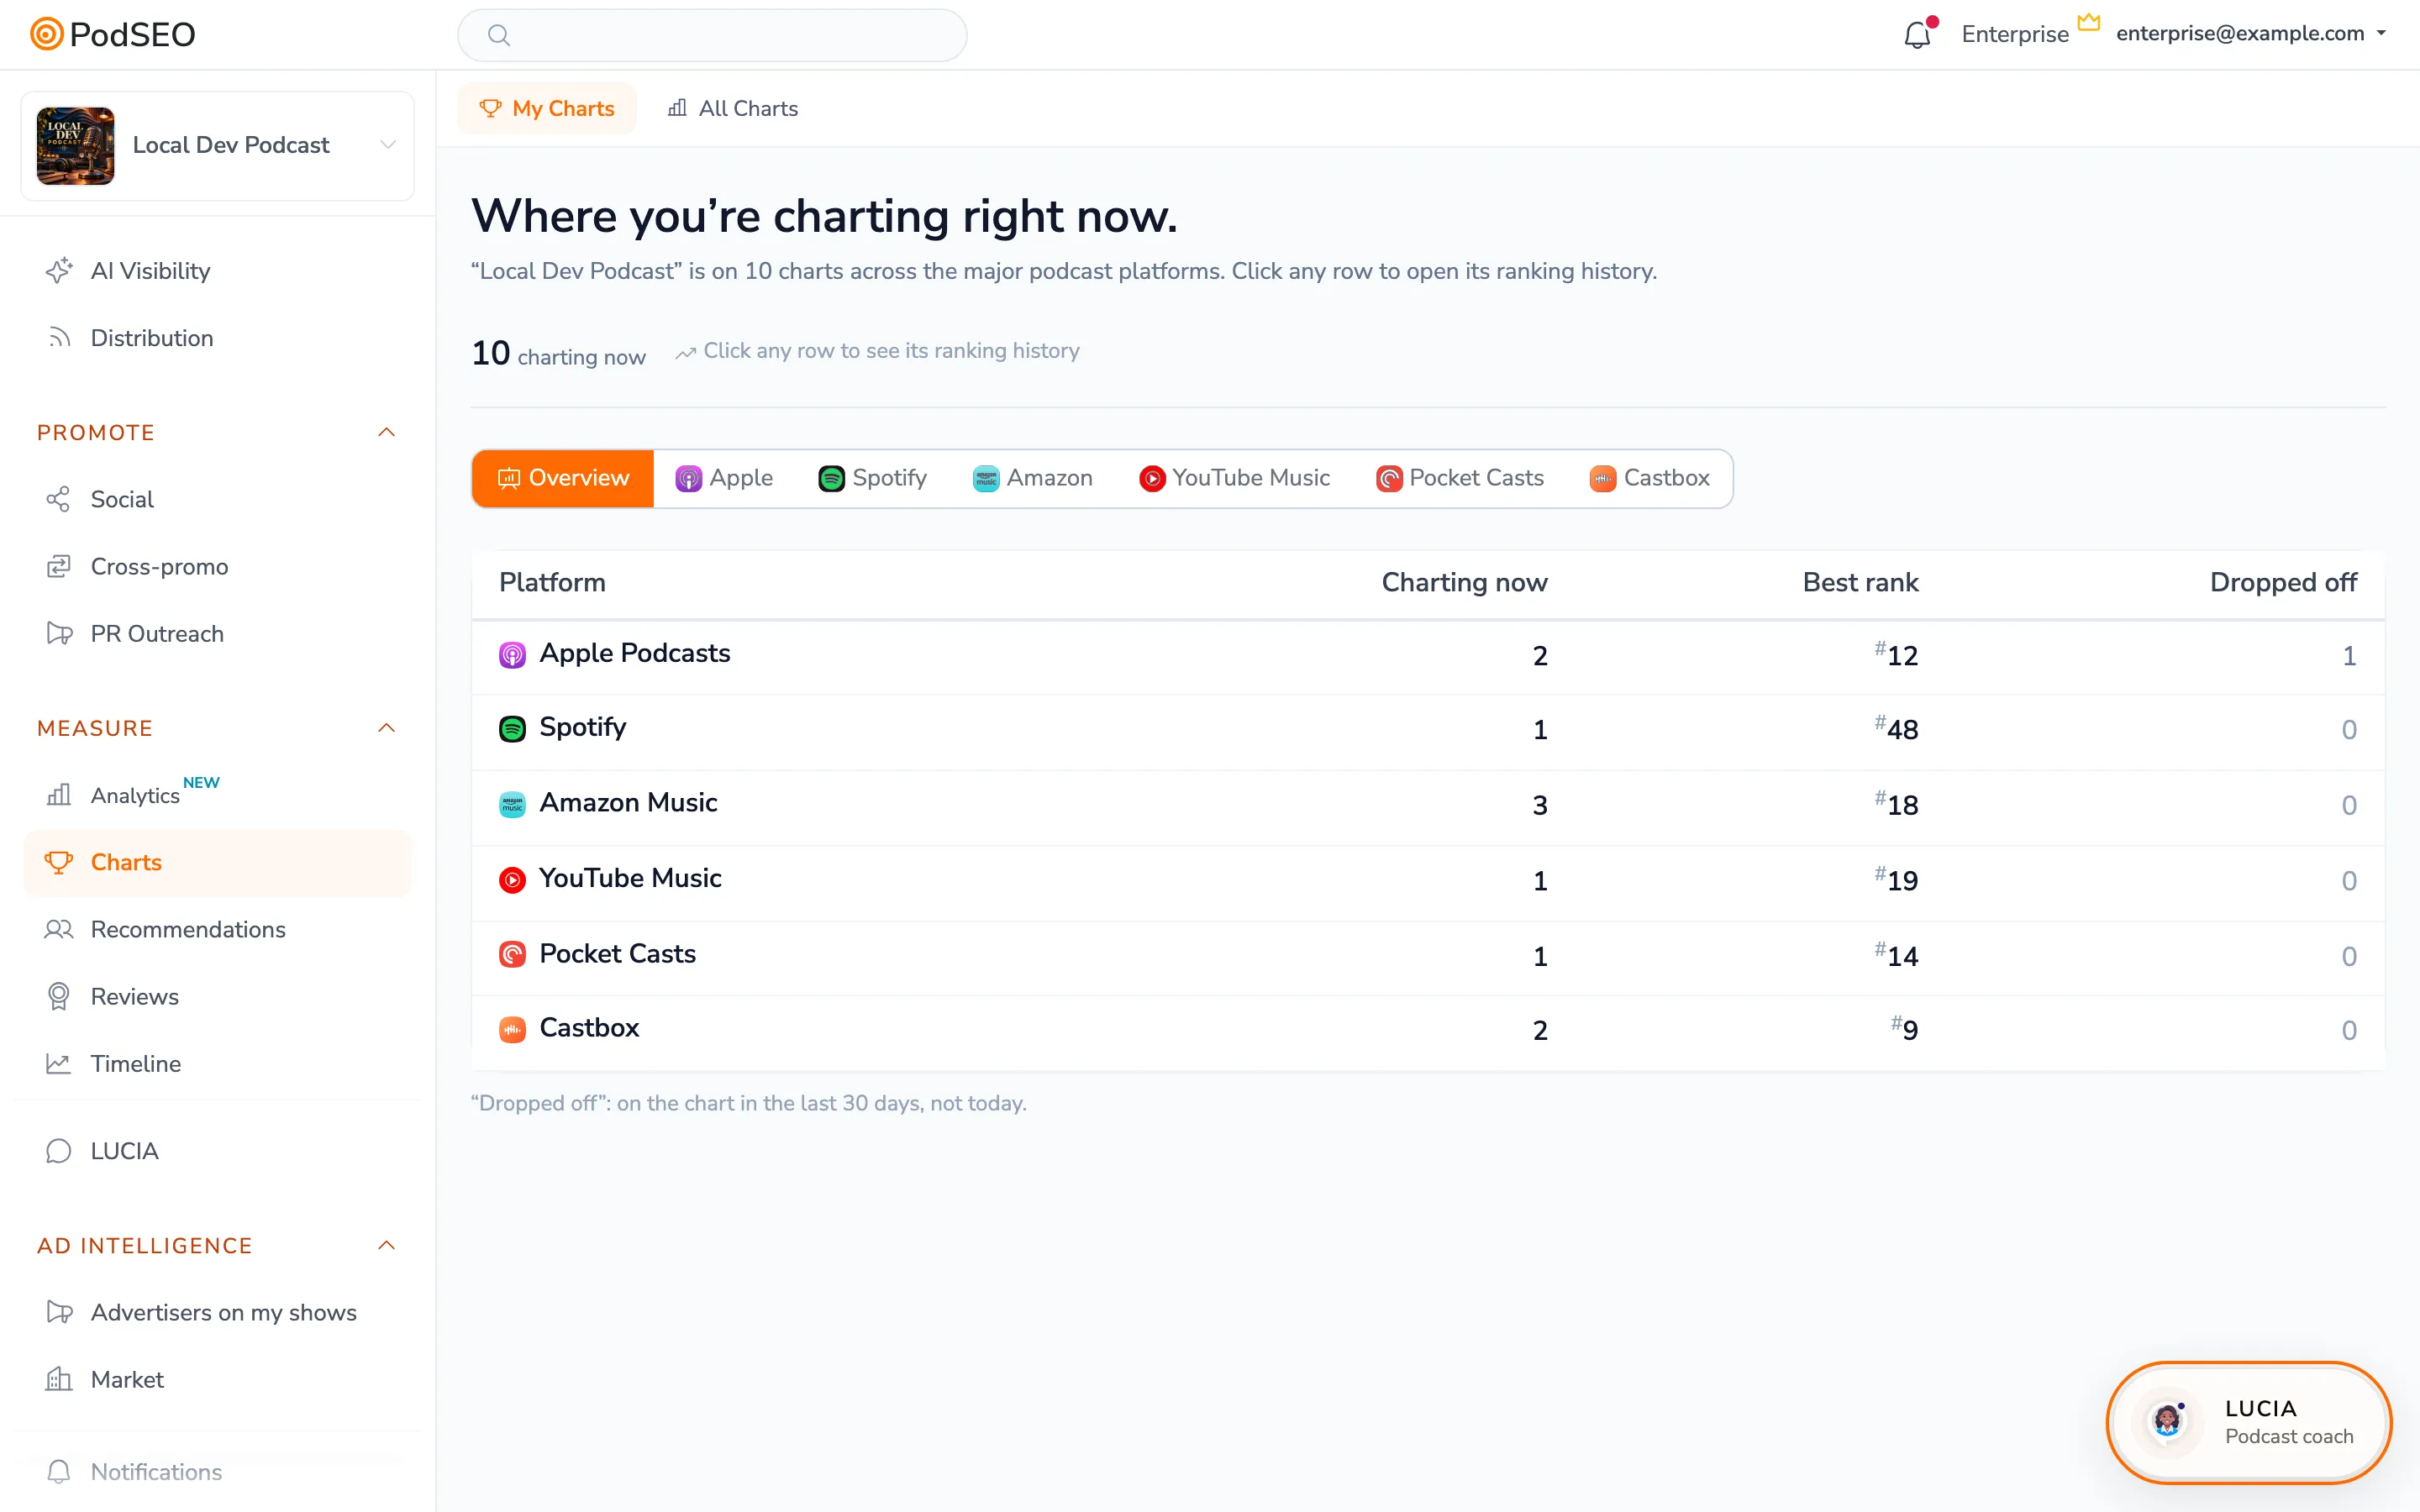 PodSEO
Enterprise
enterprise@example.com
LOCAL
DEV
PODCAST
Local Dev Podcast
AI Visibility
Distribution
PROMOTE
Social
Cross-promo
PR Outreach
MEASURE
Analytics NEW
Charts
Recommendations
Reviews
Timeline
LUCIA
AD INTELLIGENCE
Advertisers on my shows
Market
Notifications
My Charts All Charts
Where you’re charting right now.
“Local Dev Podcast” is on 10 charts across the major podcast platforms. Click any row to open its ranking history.
10 charting now Click any row to see its ranking history
Overview Apple Spotify Amazon YouTube Music Pocket Casts Castbox
Platform Charting now Best rank Dropped off
Apple Podcasts 2 #12 1
Spotify 1 #48 0
amazon music Amazon Music 3 #18 0
YouTube Music 1 #19 0
Pocket Casts 1 #14 0
Castbox 2 #9 0
“Dropped off”: on the chart in the last 30 days, not today.
LUCIA
Podcast coach